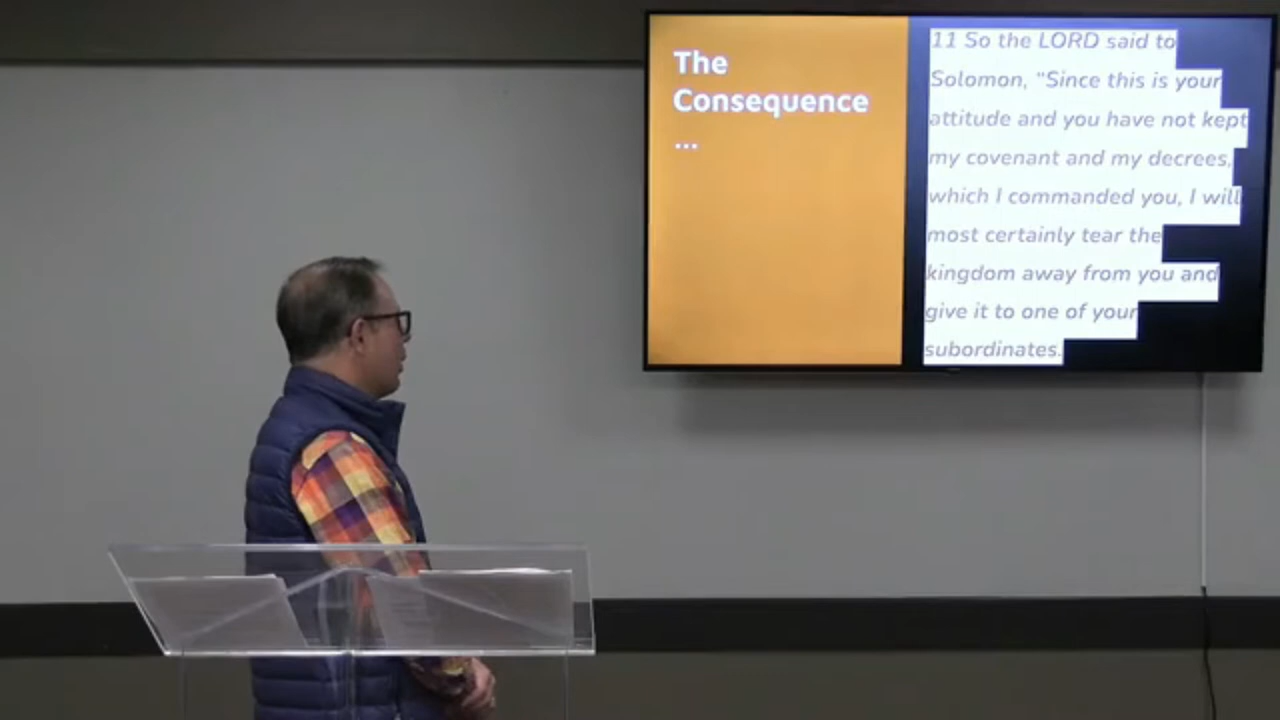 The
Consequence
...
11 So the LORD said to
Solomon, "Since this is your
attitude and you have not kept
my covenant and my decrees,
which I commanded you, I will
most certainly tear the
kingdom away from you and
give it to one of your
subordinates.